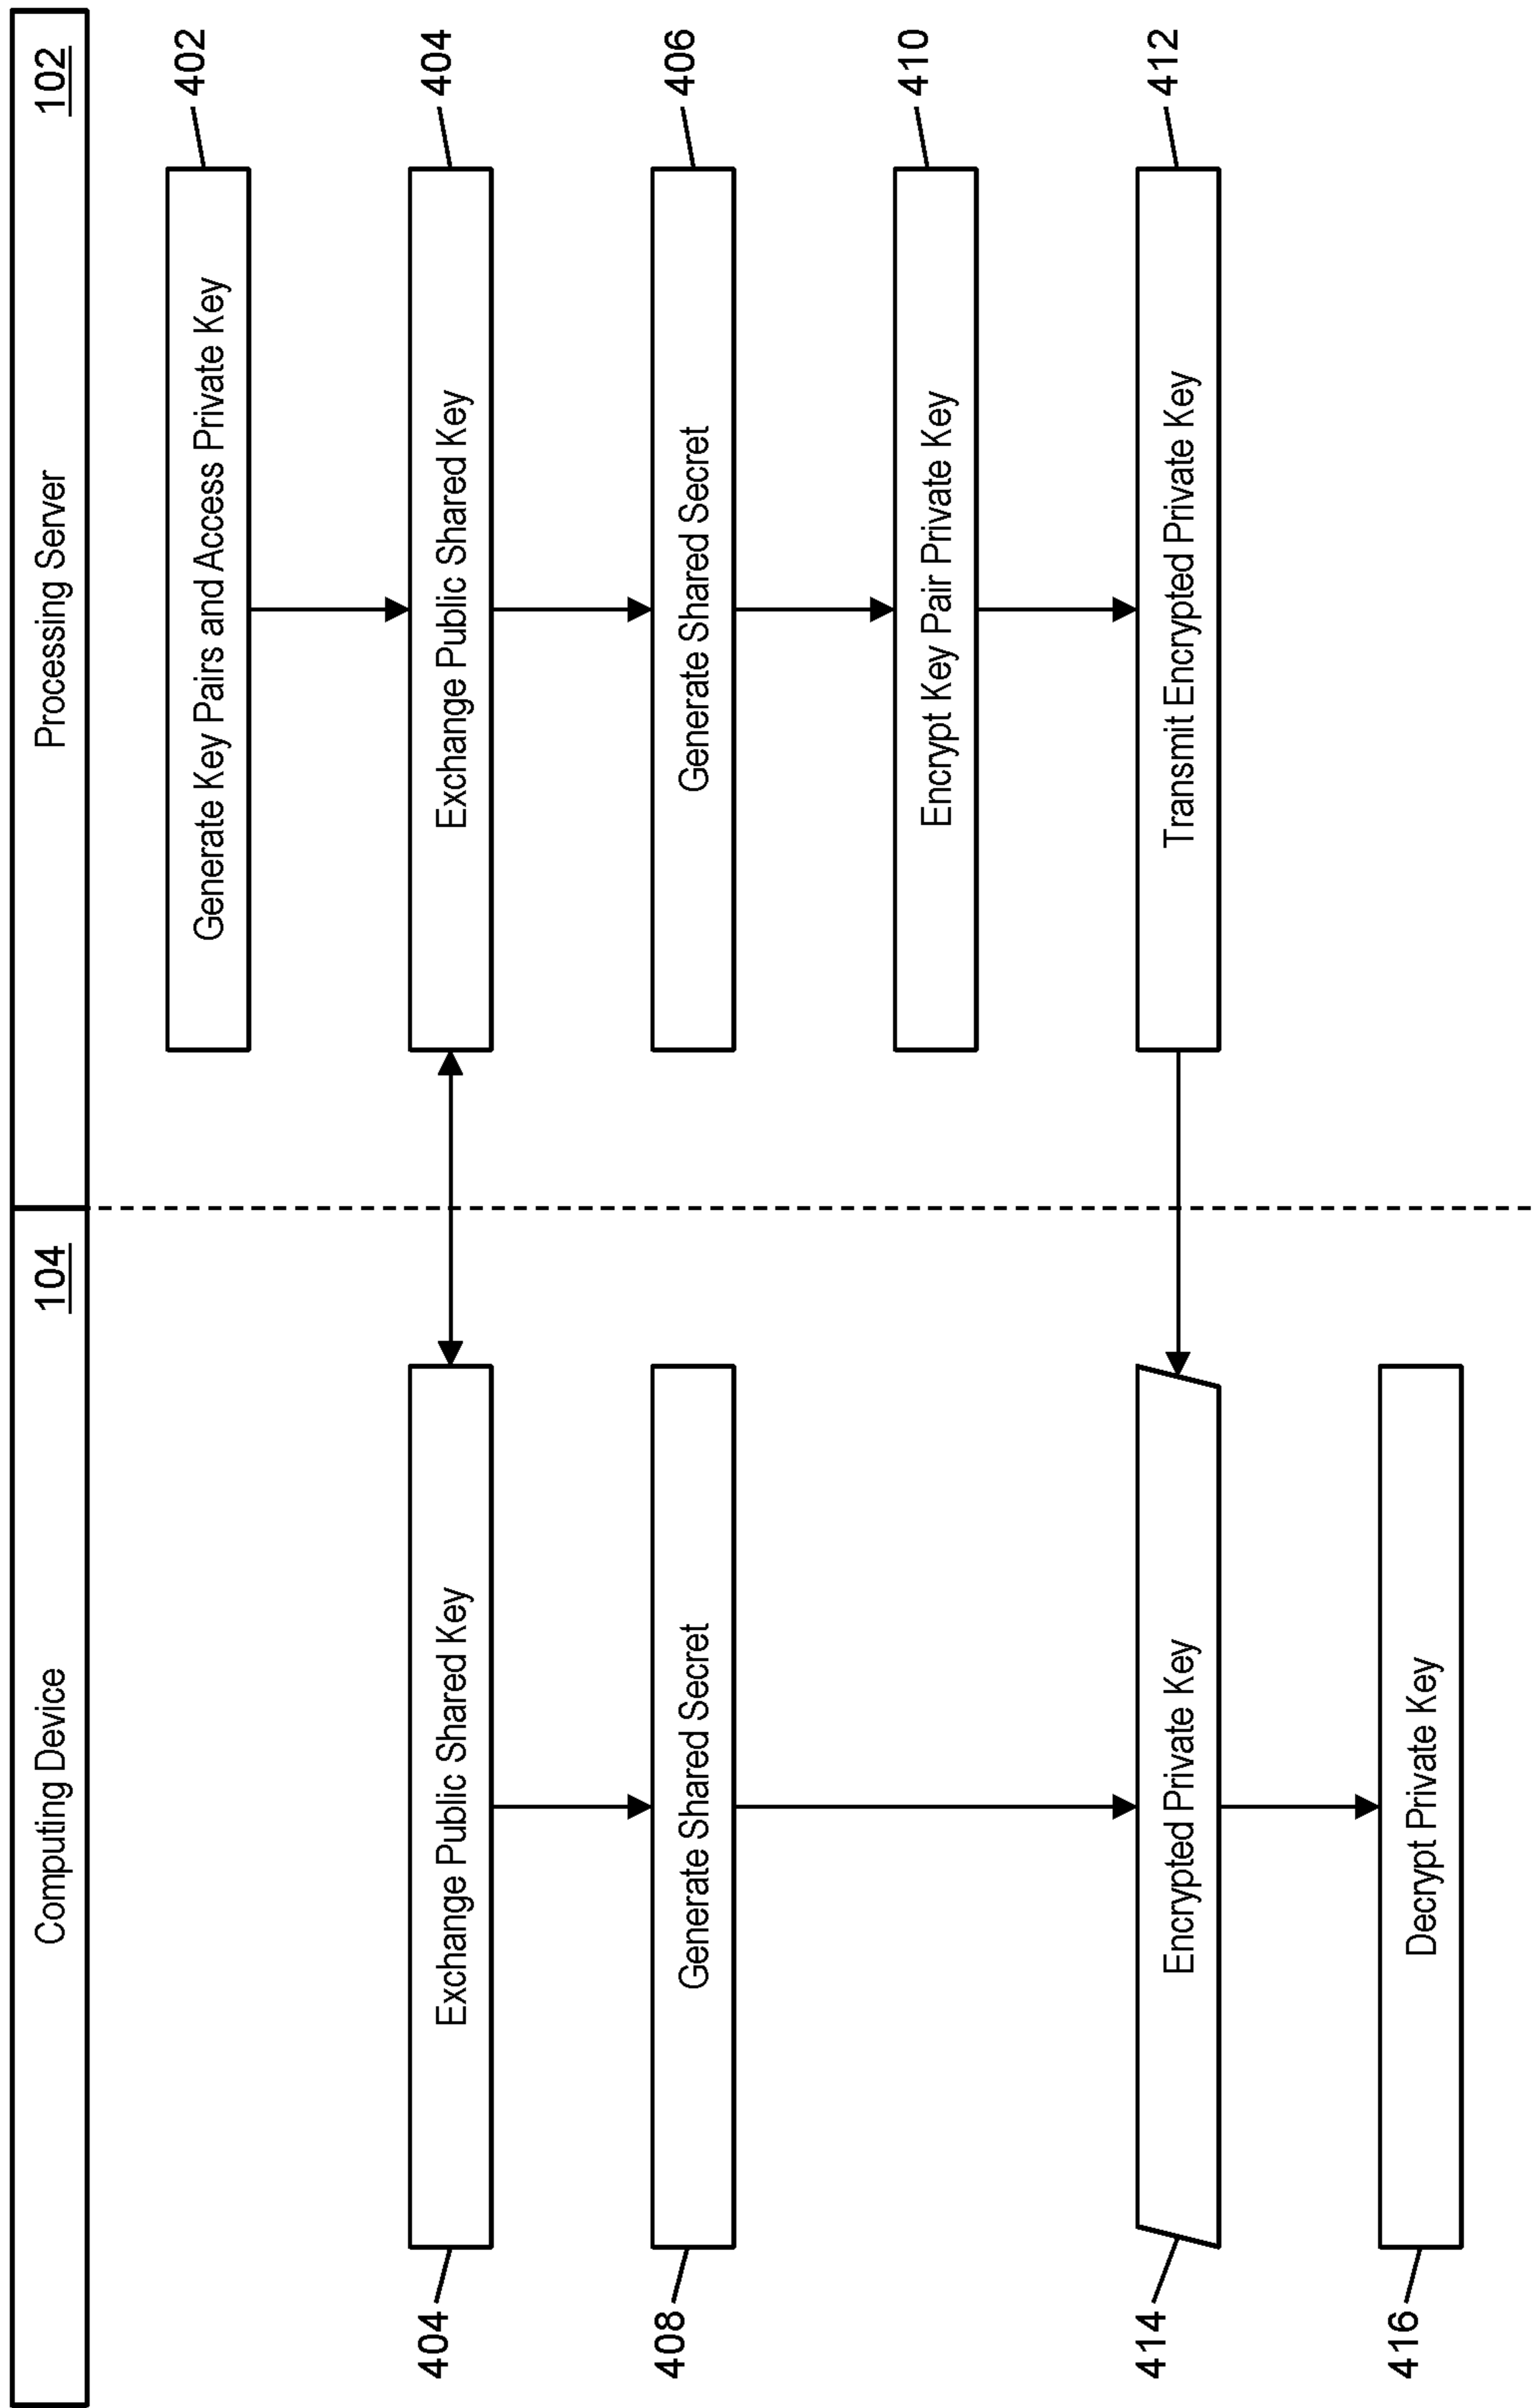 Computing Device
104
Processing Server
102
Generate Key Pairs and Access Private Key
402
404
Exchange Public Shared Key
Exchange Public Shared Key
404
408
Generate Shared Secret
Generate Shared Secret
406
Encrypt Key Pair Private Key
410
414
Encrypted Private Key
Transmit Encrypted Private Key
412
416
Decrypt Private Key